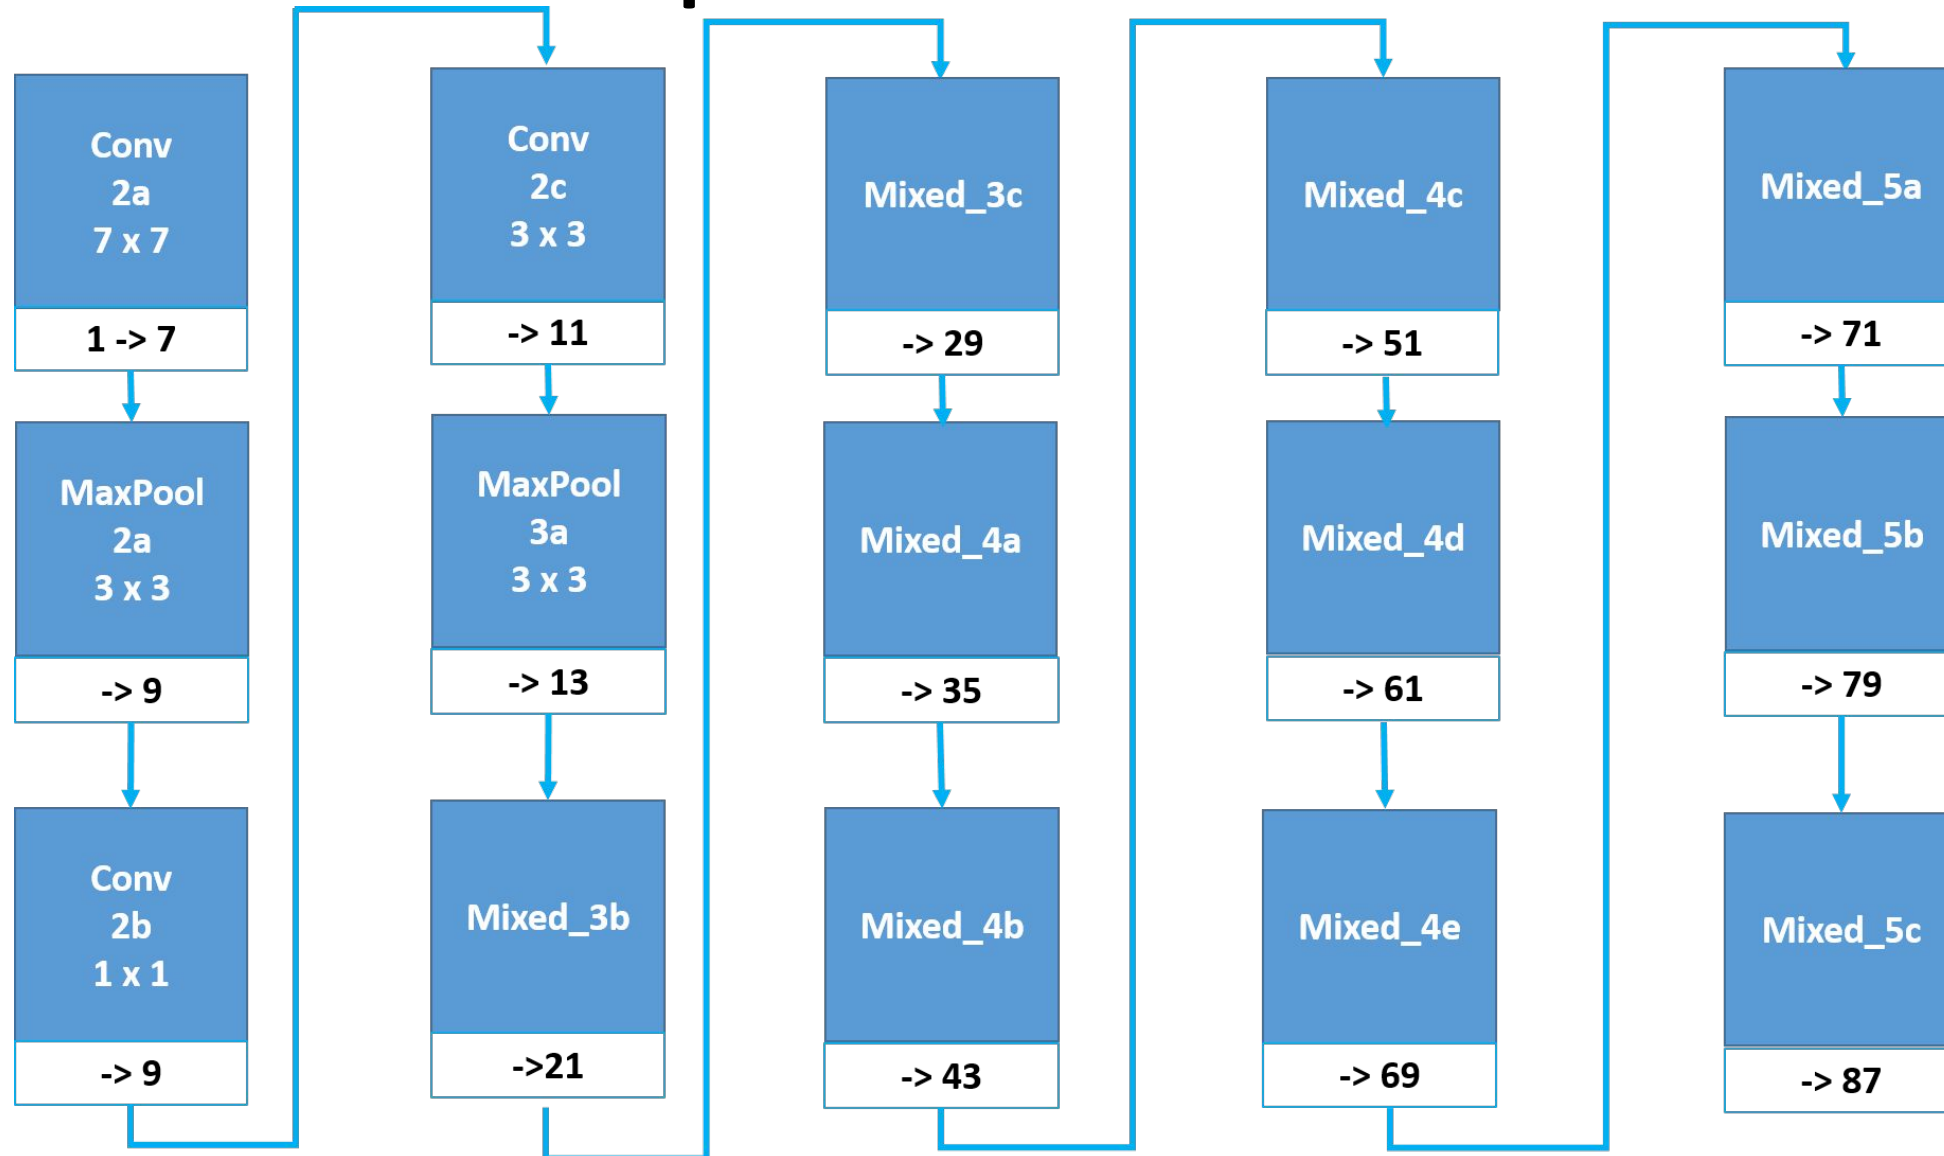 Conv
2a
7 x 7
1 -> 7
MaxPool
2a
3 x 3
-> 9
Conv
2b
1 x 1
-> 9
Conv
2c
3 x 3
-> 11
MaxPool
3a
3 x 3
-> 13
Mixed_3b
->21
Mixed_3c
-> 29
Mixed_4a
-> 35
Mixed_4b
-> 43
Mixed_4c
-> 51
Mixed_4d
-> 61
Mixed_4e
-> 69
Mixed_5a
-> 71
Mixed_5b
-> 79
Mixed_5c
-> 87